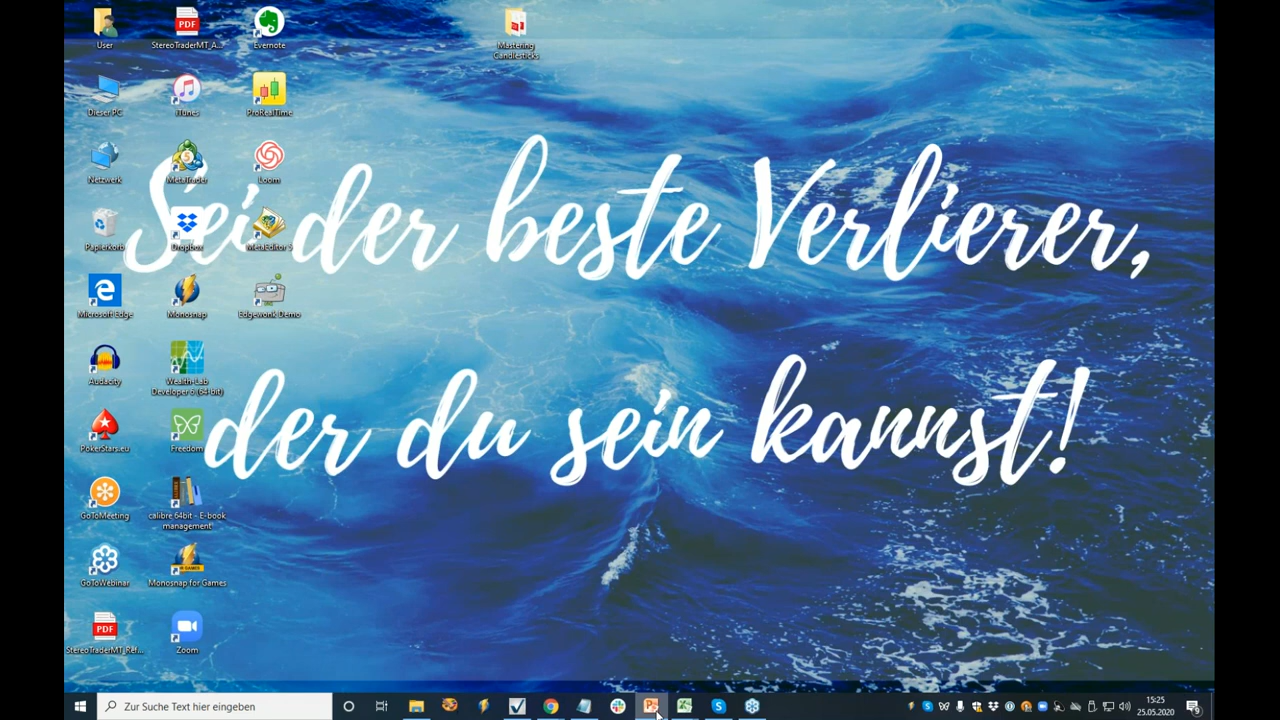 User
StereoTraderMT_A...
Evernote
Mastering
Candlesticks
Dieser PC
iTunes
ProRealTime
Netzwerk
MetaTrader
Loom
Papierkorb
Dropbox
MetaEditor 5
Sei der beste Verlierer,
Microsoft Edge
Monosnap
Edgewonk Demo
Audacity
Wealth-Lab
Developer 6 (64-bit)
der du sein kannst!
PokerStars.eu
Freedom
GoToMeeting
calibre 64bit - E-book
management
GoToWebinar
Monosnap for Games
PDF
StereoTraderMT_Ref...
Zoom
Zur Suche Text hier eingeben
15:25
25.05.2020